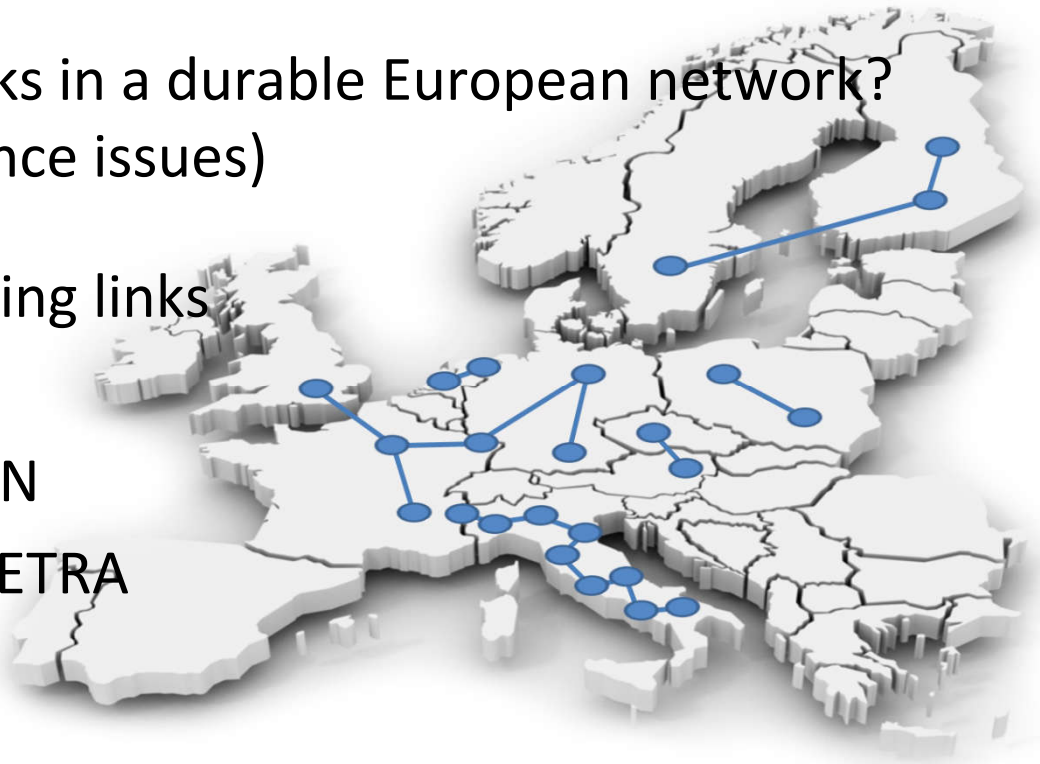 ks in a durable European network?
nce issues)
ing links
N
ETRA